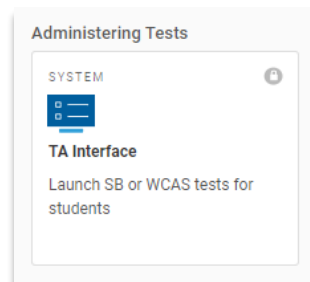 Administering Tests
SYSTEM
TA Interface
Launch SB or WCAS tests for
students